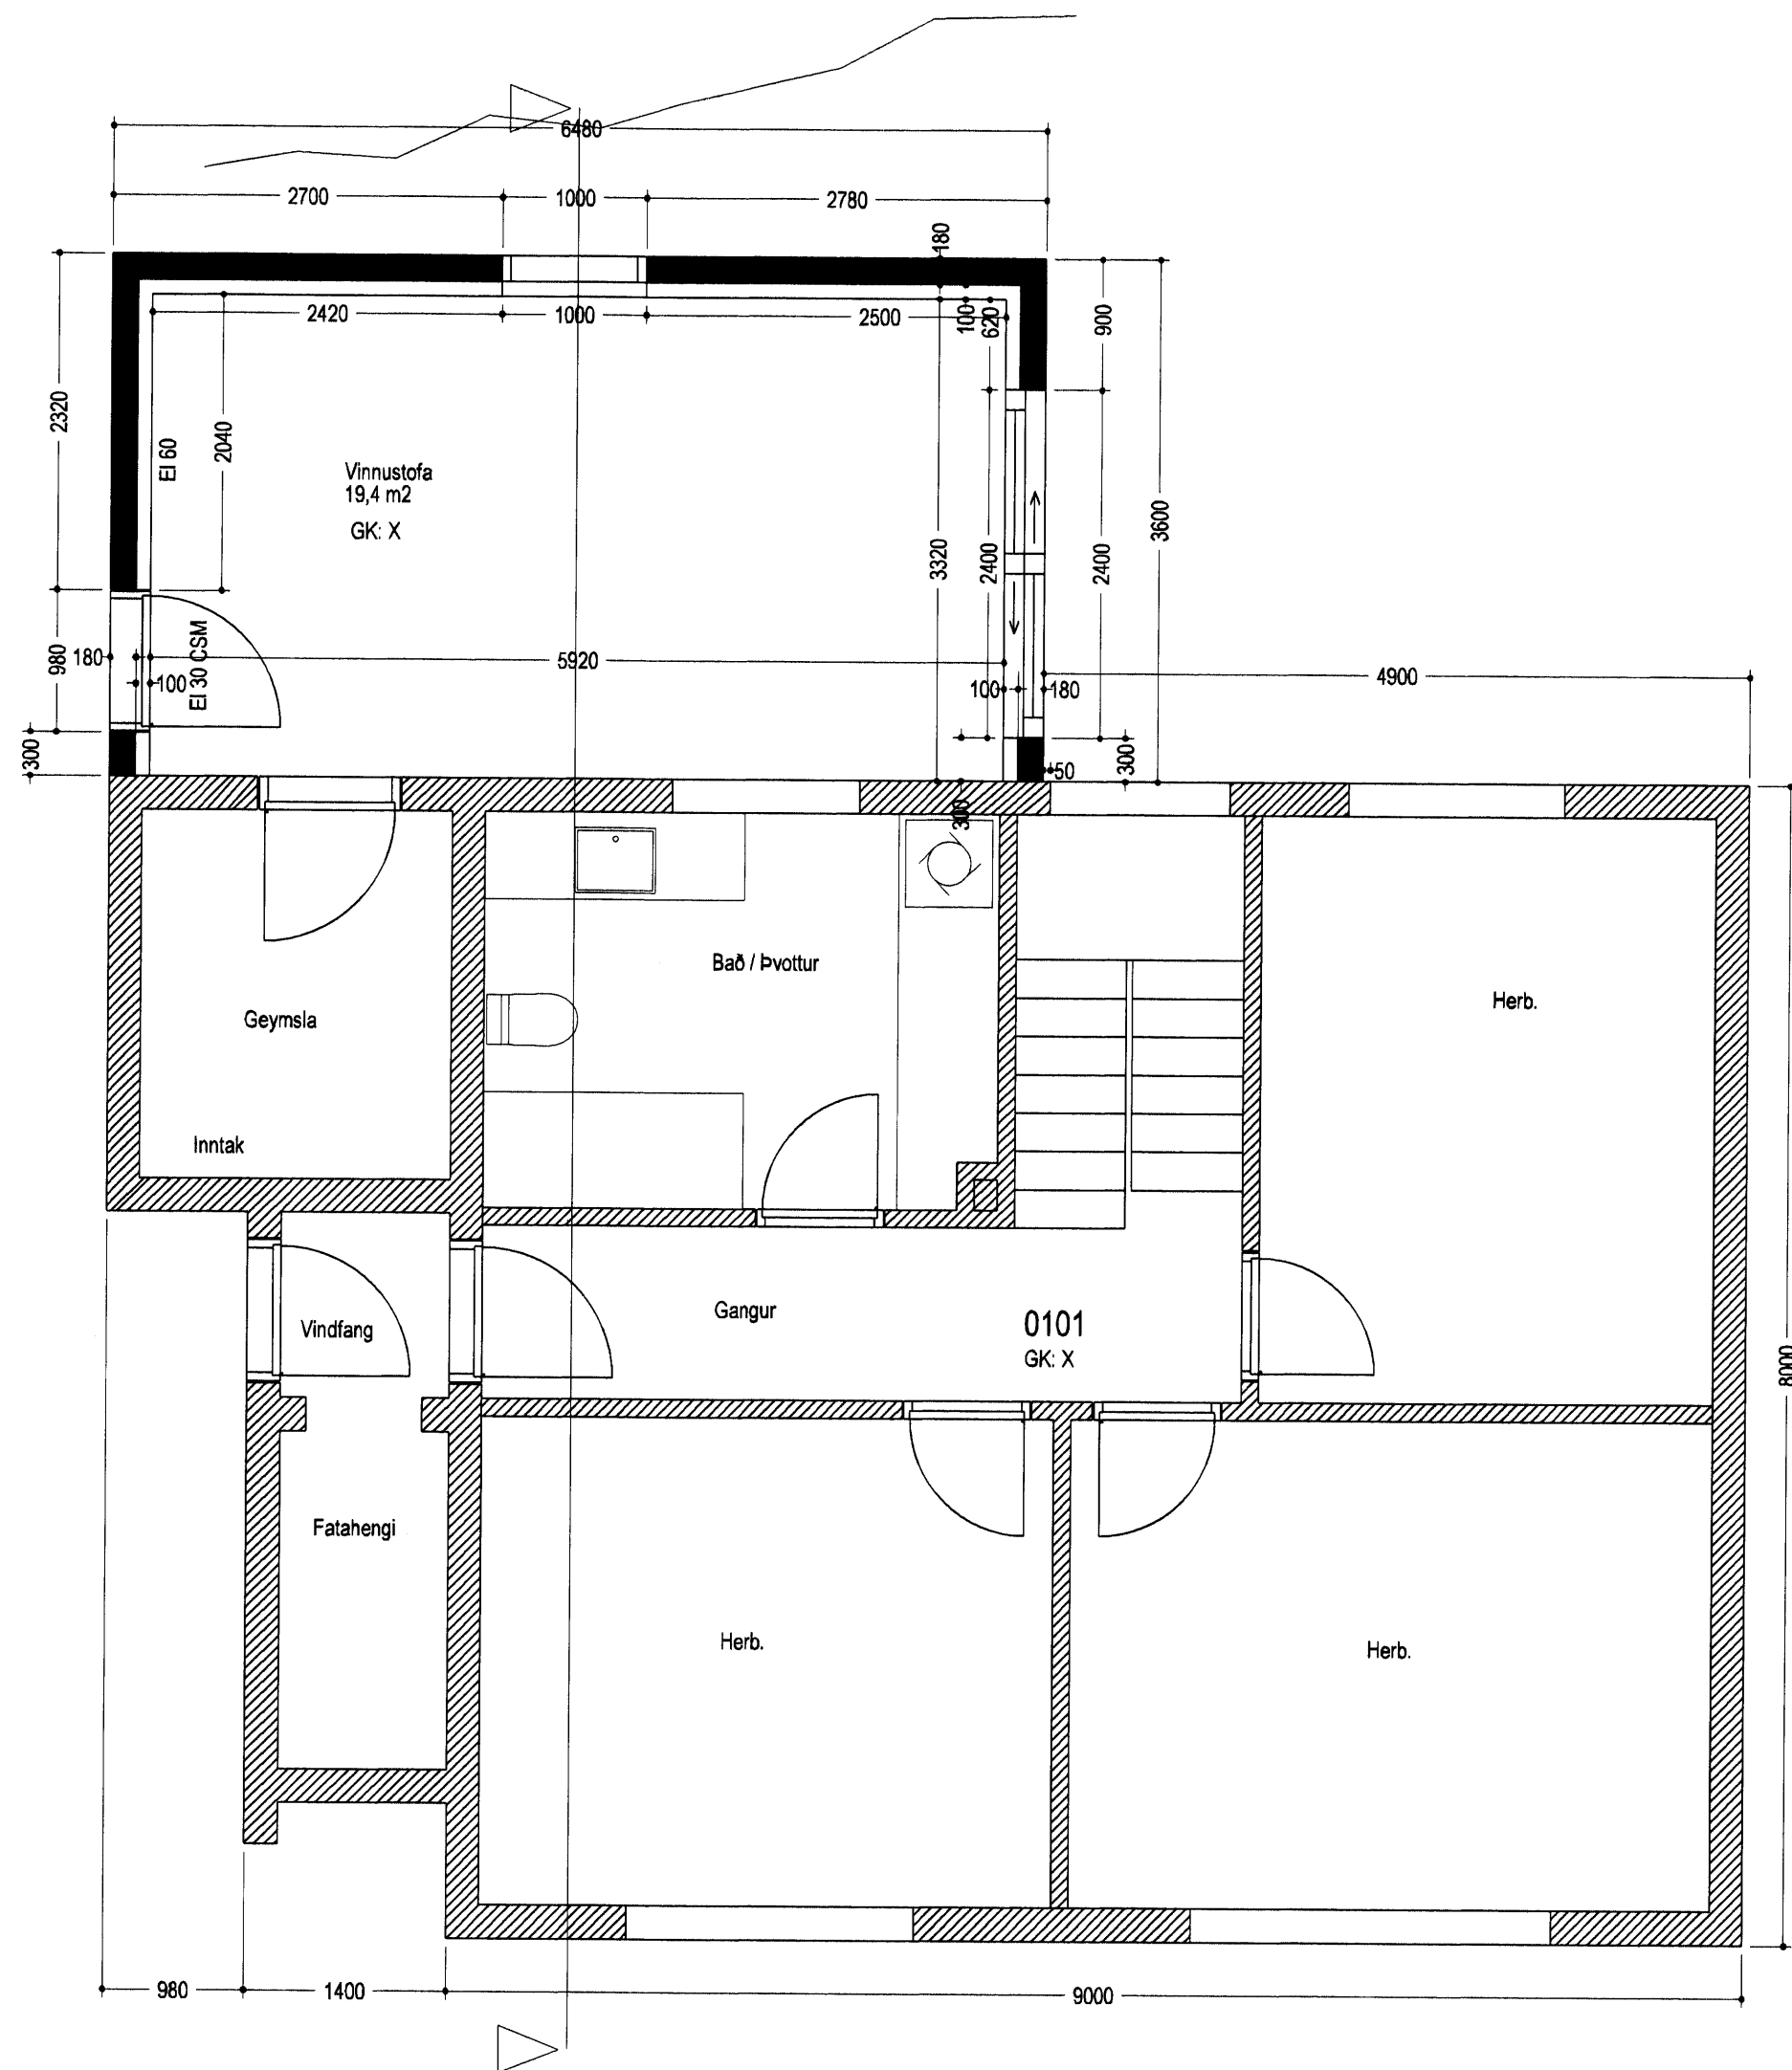 6480
2700
1000
2780
180
2420
1000
2500
100
620
900
2320
2040
EI 60
Vinnustofa
19,4 m2
GK: X
3320
2400
2400
3600
980
180
100
EI 30 CSM
5920
100
180
4900
300
50
300
300
Bað / Þvottur
Herb.
Geymsla
Inntak
Gangur
0101
GK: X
Vindfang
8000
Fatahengi
Herb.
Herb.
980
1400
9000